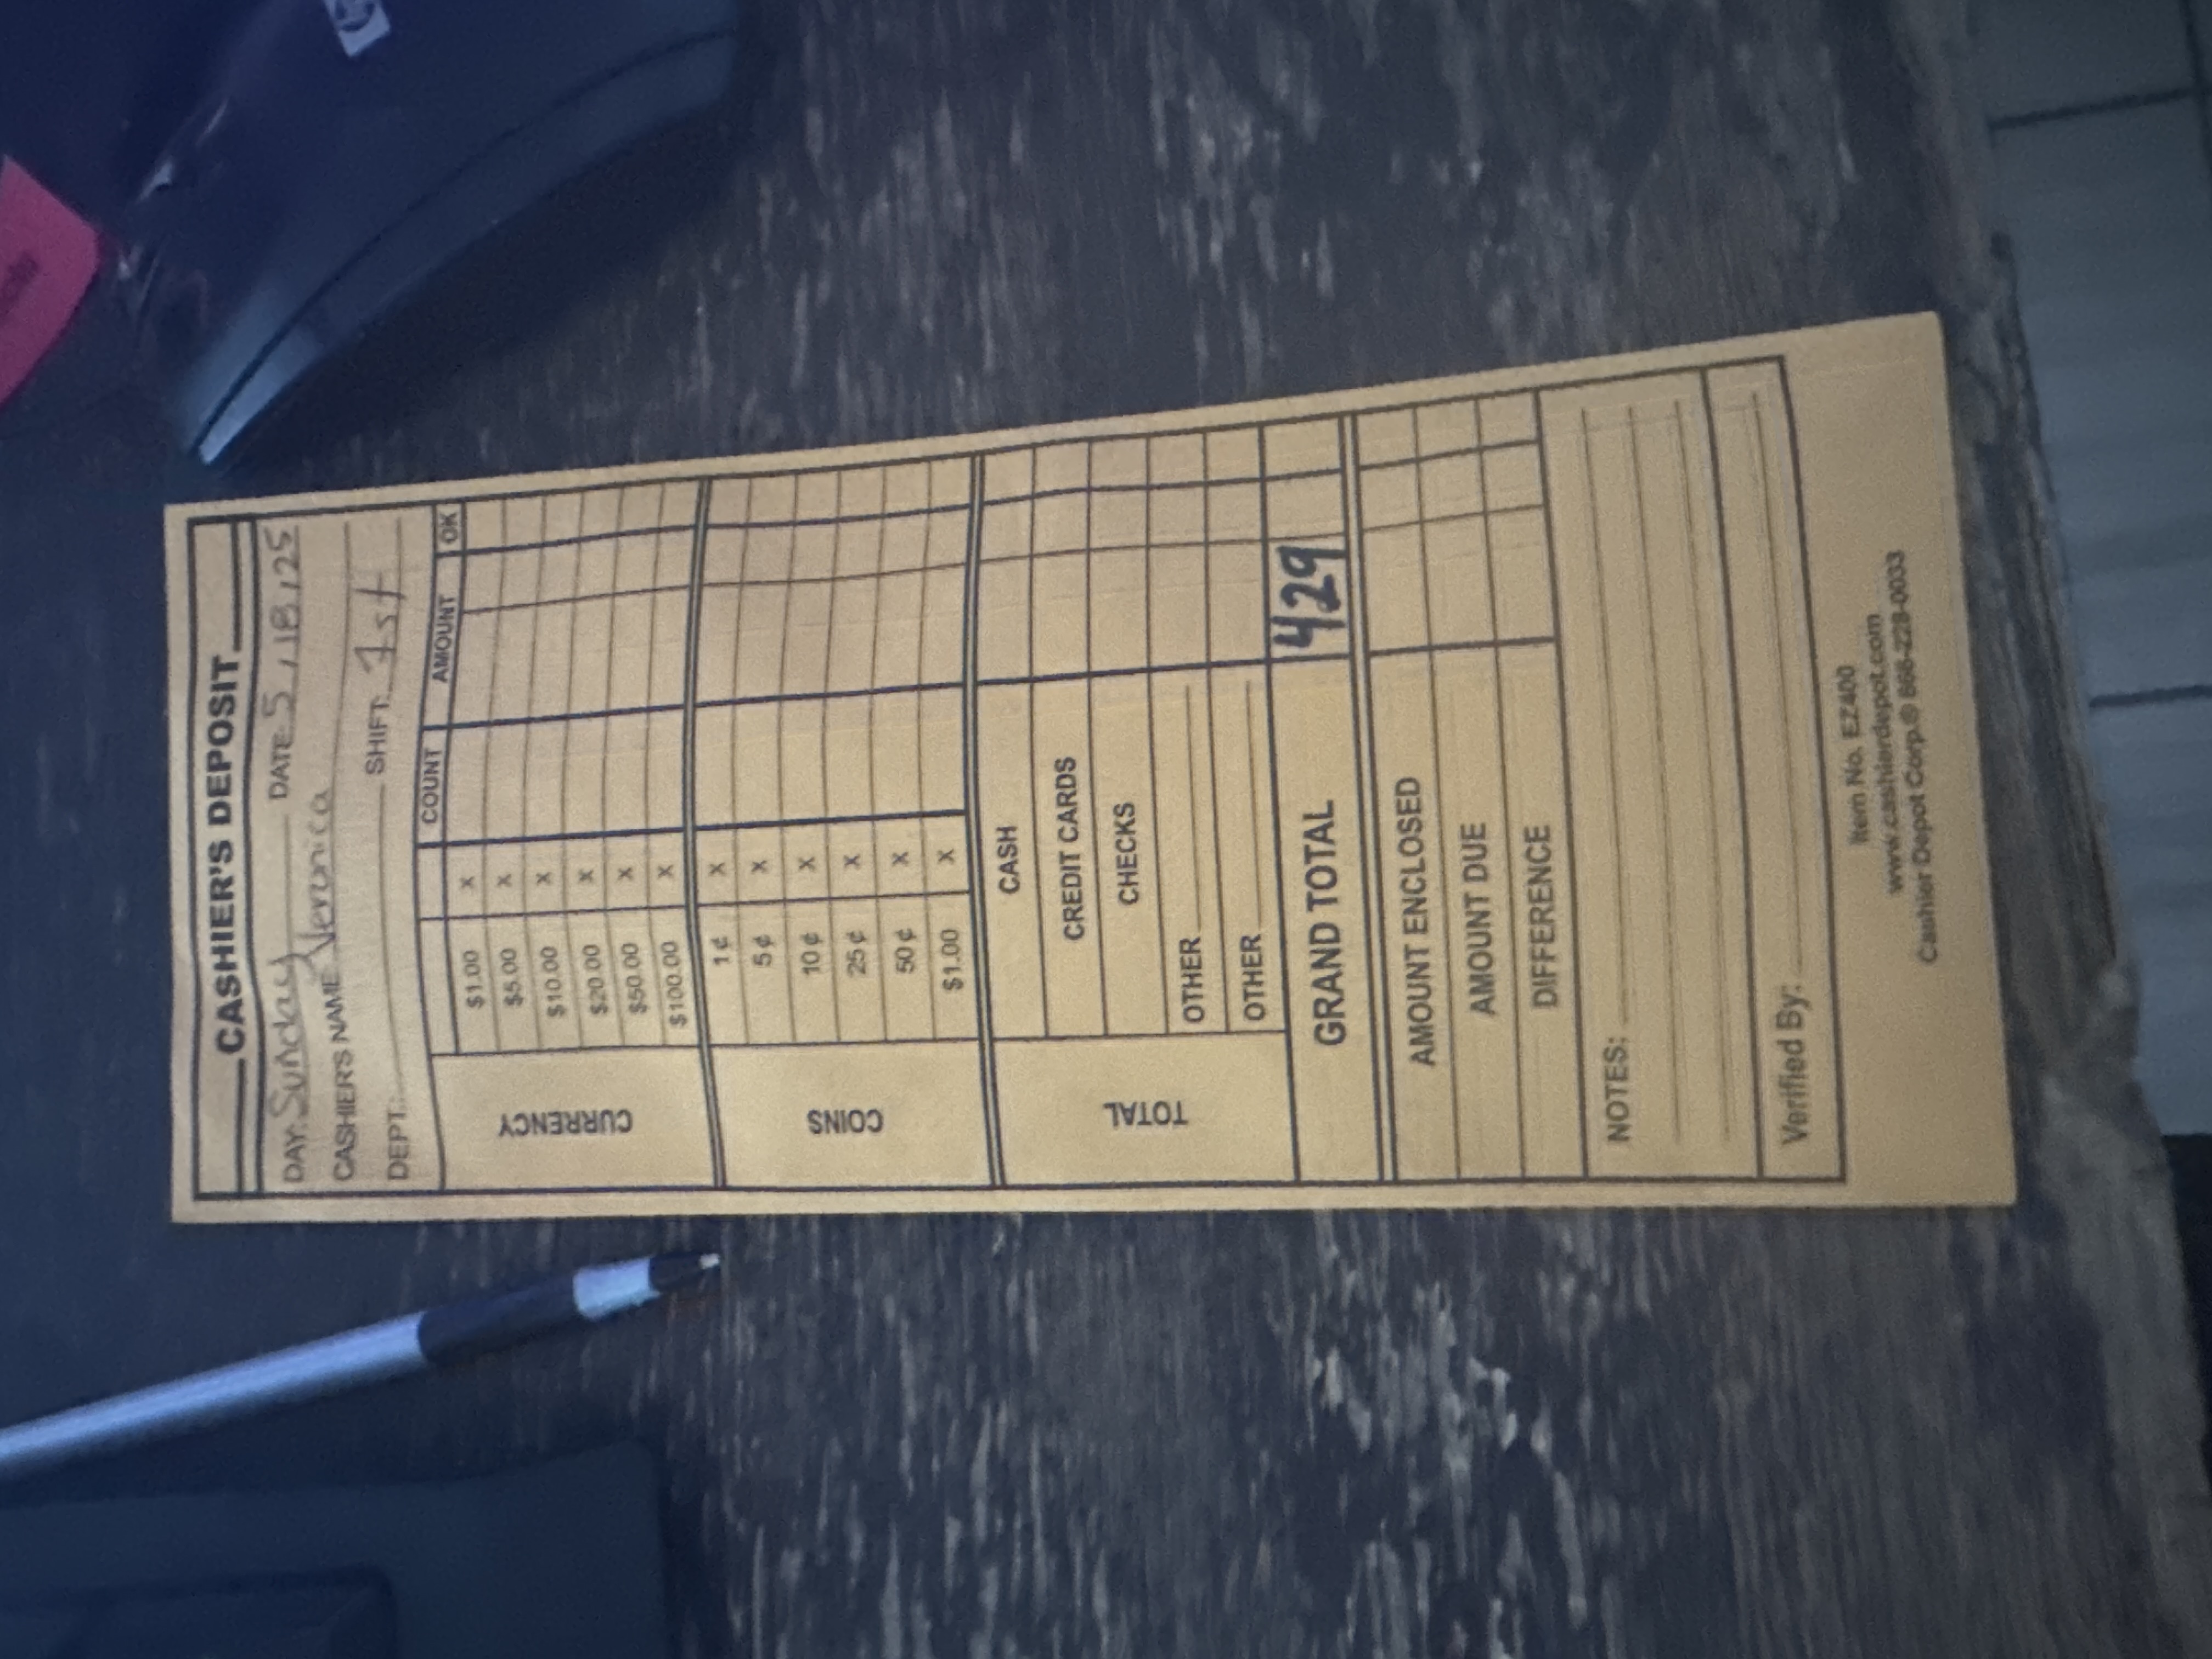 CASHIER'S DEPOSIT
DAY: Sunday DATE: 5/18/25
CASHIER'S NAME Veronica
DEPT.: SHIFT: 1st
COUNT AMOUNT OK
CURRENCY
$1.00 X
$5.00 X
$10.00 X
$20.00 X
$50.00 X
$100.00 X
COINS
1¢ X
5¢ X
10¢ X
25¢ X
50¢ X
$1.00 X
TOTAL
CASH
CREDIT CARDS
CHECKS
OTHER
OTHER
GRAND TOTAL 429
AMOUNT ENCLOSED
AMOUNT DUE
DIFFERENCE
NOTES:
Verified By:
Item No. EZ400
www.cashierdepot.com
Cashier Depot Corp.® 866-228-0033